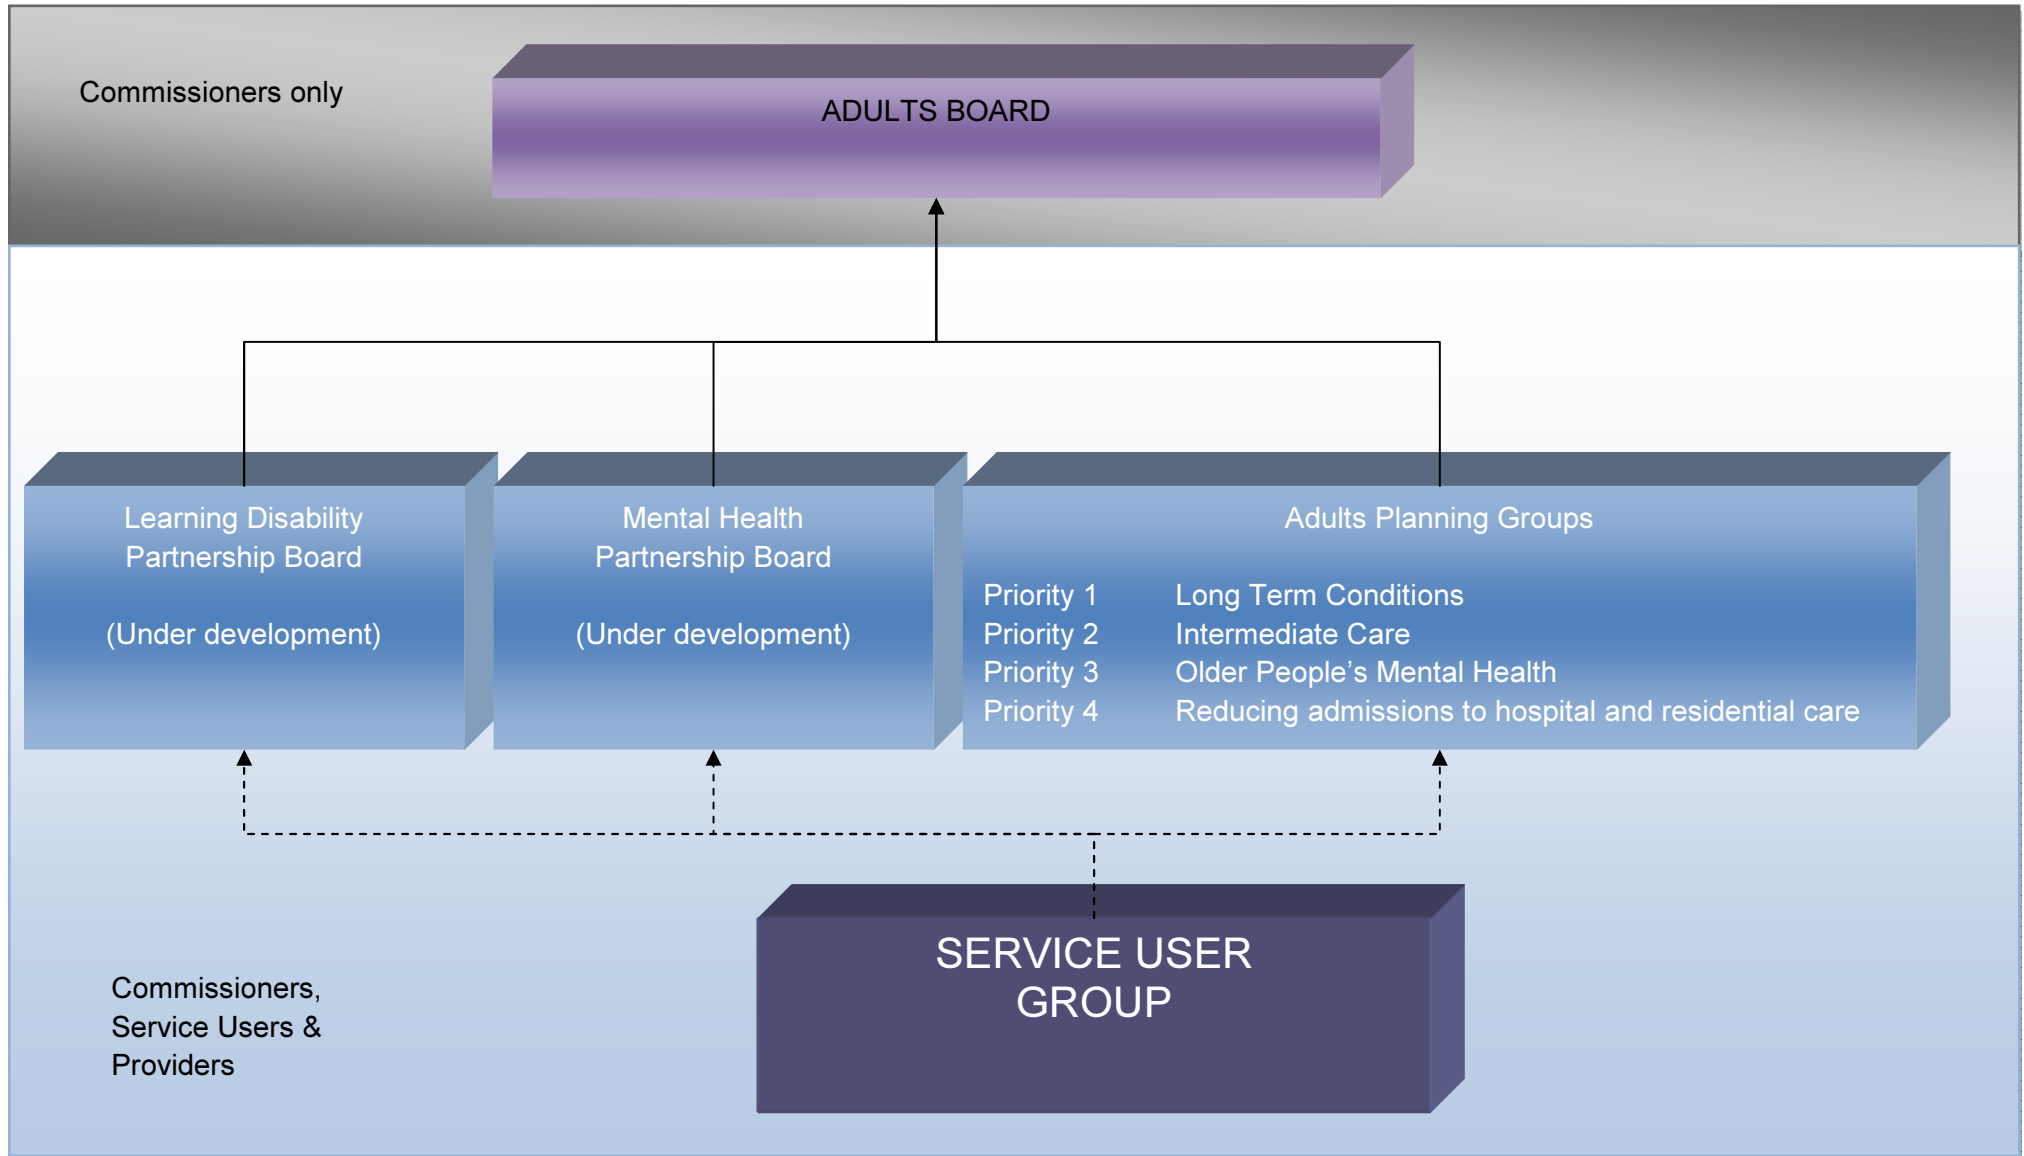 Commissioners only
ADULTS BOARD
Learning Disability
Partnership Board
(Under development)
Mental Health
Partnership Board
(Under development)
Adults Planning Groups
Priority 1 Long Term Conditions
Priority 2 Intermediate Care
Priority 3 Older People’s Mental Health
Priority 4 Reducing admissions to hospital and residential care
SERVICE USER
GROUP
Commissioners,
Service Users &
Providers